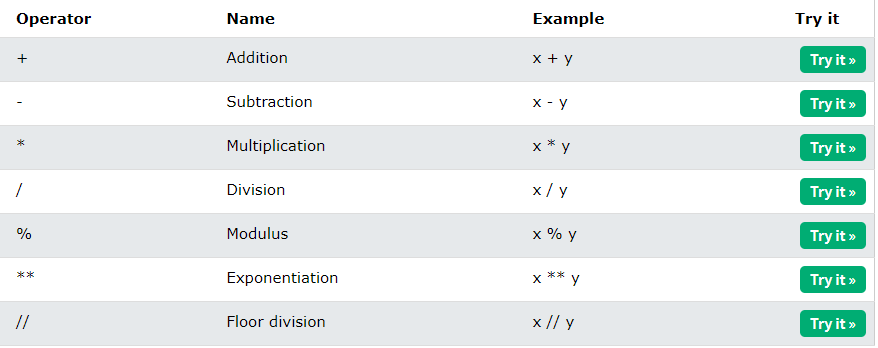 Operator Name Example Try it
+ Addition x + y Try it »
- Subtraction x - y Try it »
* Multiplication x * y Try it »
/ Division x / y Try it »
% Modulus x % y Try it »
** Exponentiation x ** y Try it »
// Floor division x // y Try it »